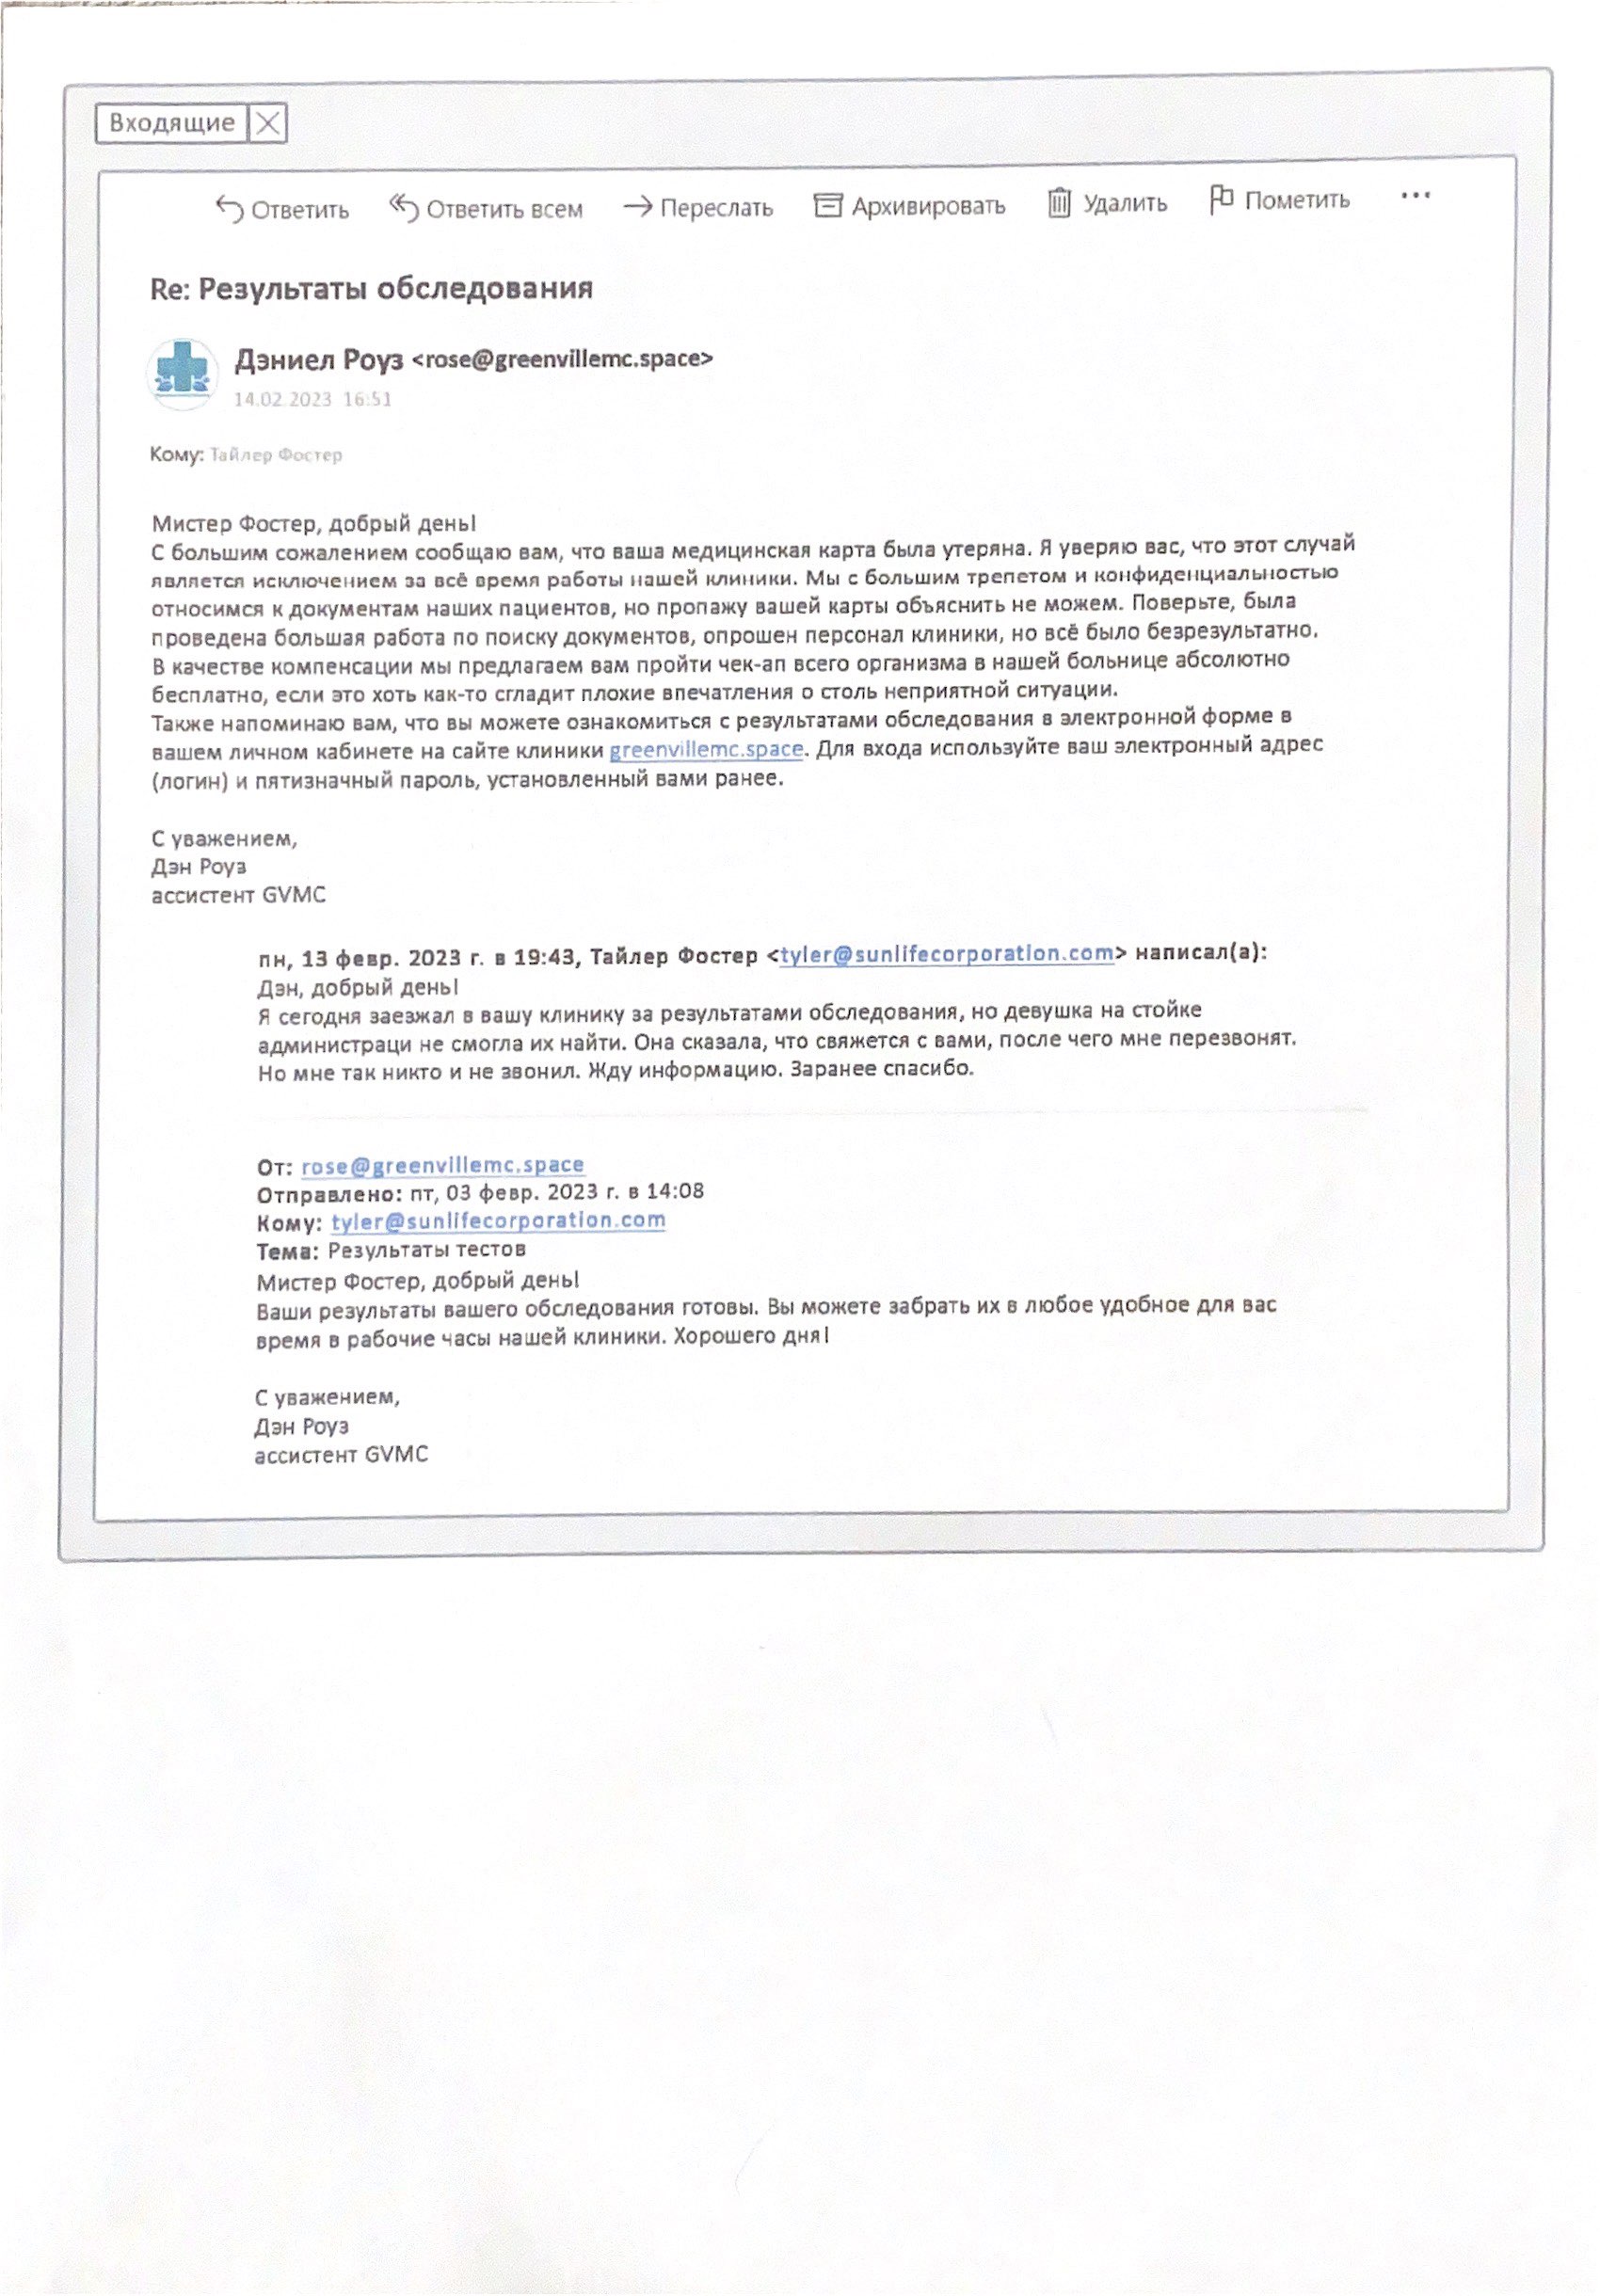 Входящие
Ответить Ответить всем Переслать Архивировать Удалить Пометить ...
Re: Результаты обследования
Дэниел Роуз <rose@greenvillemc.space>
14.02.2023 16:51
Кому: Тайлер Фостер
Мистер Фостер, добрый день!
С большим сожалением сообщаю вам, что ваша медицинская карта была утеряна. Я уверяю вас, что этот случай
является исключением за всё время работы нашей клиники. Мы с большим трепетом и конфиденциальностью
относимся к документам наших пациентов, но пропажу вашей карты объяснить не можем. Поверьте, была
проведена большая работа по поиску документов, опрошен персонал клиники, но всё было безрезультатно.
В качестве компенсации мы предлагаем вам пройти чек-ап всего организма в нашей больнице абсолютно
бесплатно, если это хоть как-то сгладит плохие впечатления о столь неприятной ситуации.
Также напоминаю вам, что вы можете ознакомиться с результатами обследования в электронной форме в
вашем личном кабинете на сайте клиники greenvillemc.space. Для входа используйте ваш электронный адрес
(логин) и пятизначный пароль, установленный вами ранее.
С уважением,
Дэн Роуз
ассистент GVMC
пн, 13 февр. 2023 г. в 19:43, Тайлер Фостер <tyler@sunlifecorporation.com> написал(а):
Дэн, добрый день!
Я сегодня заезжал в вашу клинику за результатами обследования, но девушка на стойке
администраци не смогла их найти. Она сказала, что свяжется с вами, после чего мне перезвонят.
Но мне так никто и не звонил. Жду информацию. Заранее спасибо.
От: rose@greenvillemc.space
Отправлено: пт, 03 февр. 2023 г. в 14:08
Кому: tyler@sunlifecorporation.com
Тема: Результаты тестов
Мистер Фостер, добрый день!
Ваши результаты вашего обследования готовы. Вы можете забрать их в любое удобное для вас
время в рабочие часы нашей клиники. Хорошего дня!
С уважением,
Дэн Роуз
ассистент GVMC